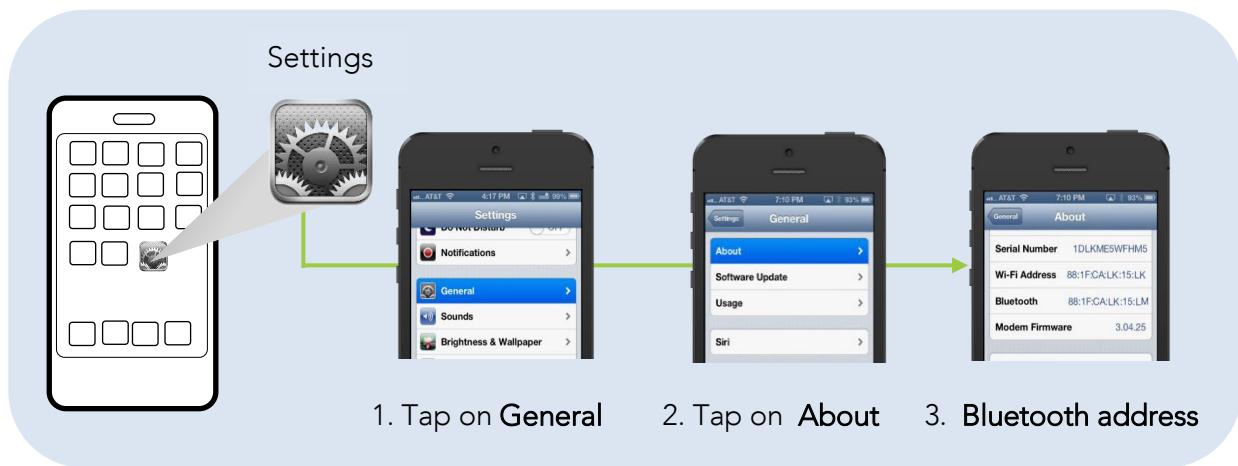 Settings
AT&T 4:17 PM 99%
Settings
Do Not Disturb OFF
Notifications
General
Sounds
Brightness & Wallpaper
AT&T 7:10 PM 93%
Settings General
About
Software Update
Usage
Siri
AT&T 7:10 PM 93%
General About
Serial Number 1DLKME5WFHM5
Wi-Fi Address 88:1F:CA:LK:15:LK
Bluetooth 88:1F:CA:LK:15:LM
Modem Firmware 3.04.25
1. Tap on General
2. Tap on About
3. Bluetooth address